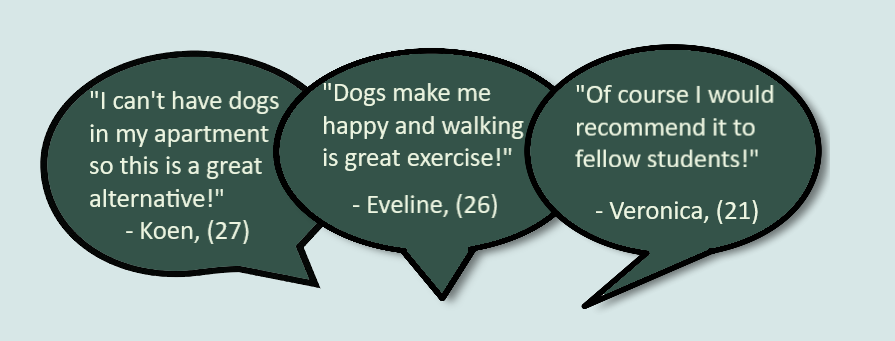 "I can't have dogs
in my apartment
so this is a great
alternative!"
- Koen, (27)
"Dogs make me
happy and walking
is great exercise!"
- Eveline, (26)
"Of course I would
recommend it to
fellow students!"
- Veronica, (21)